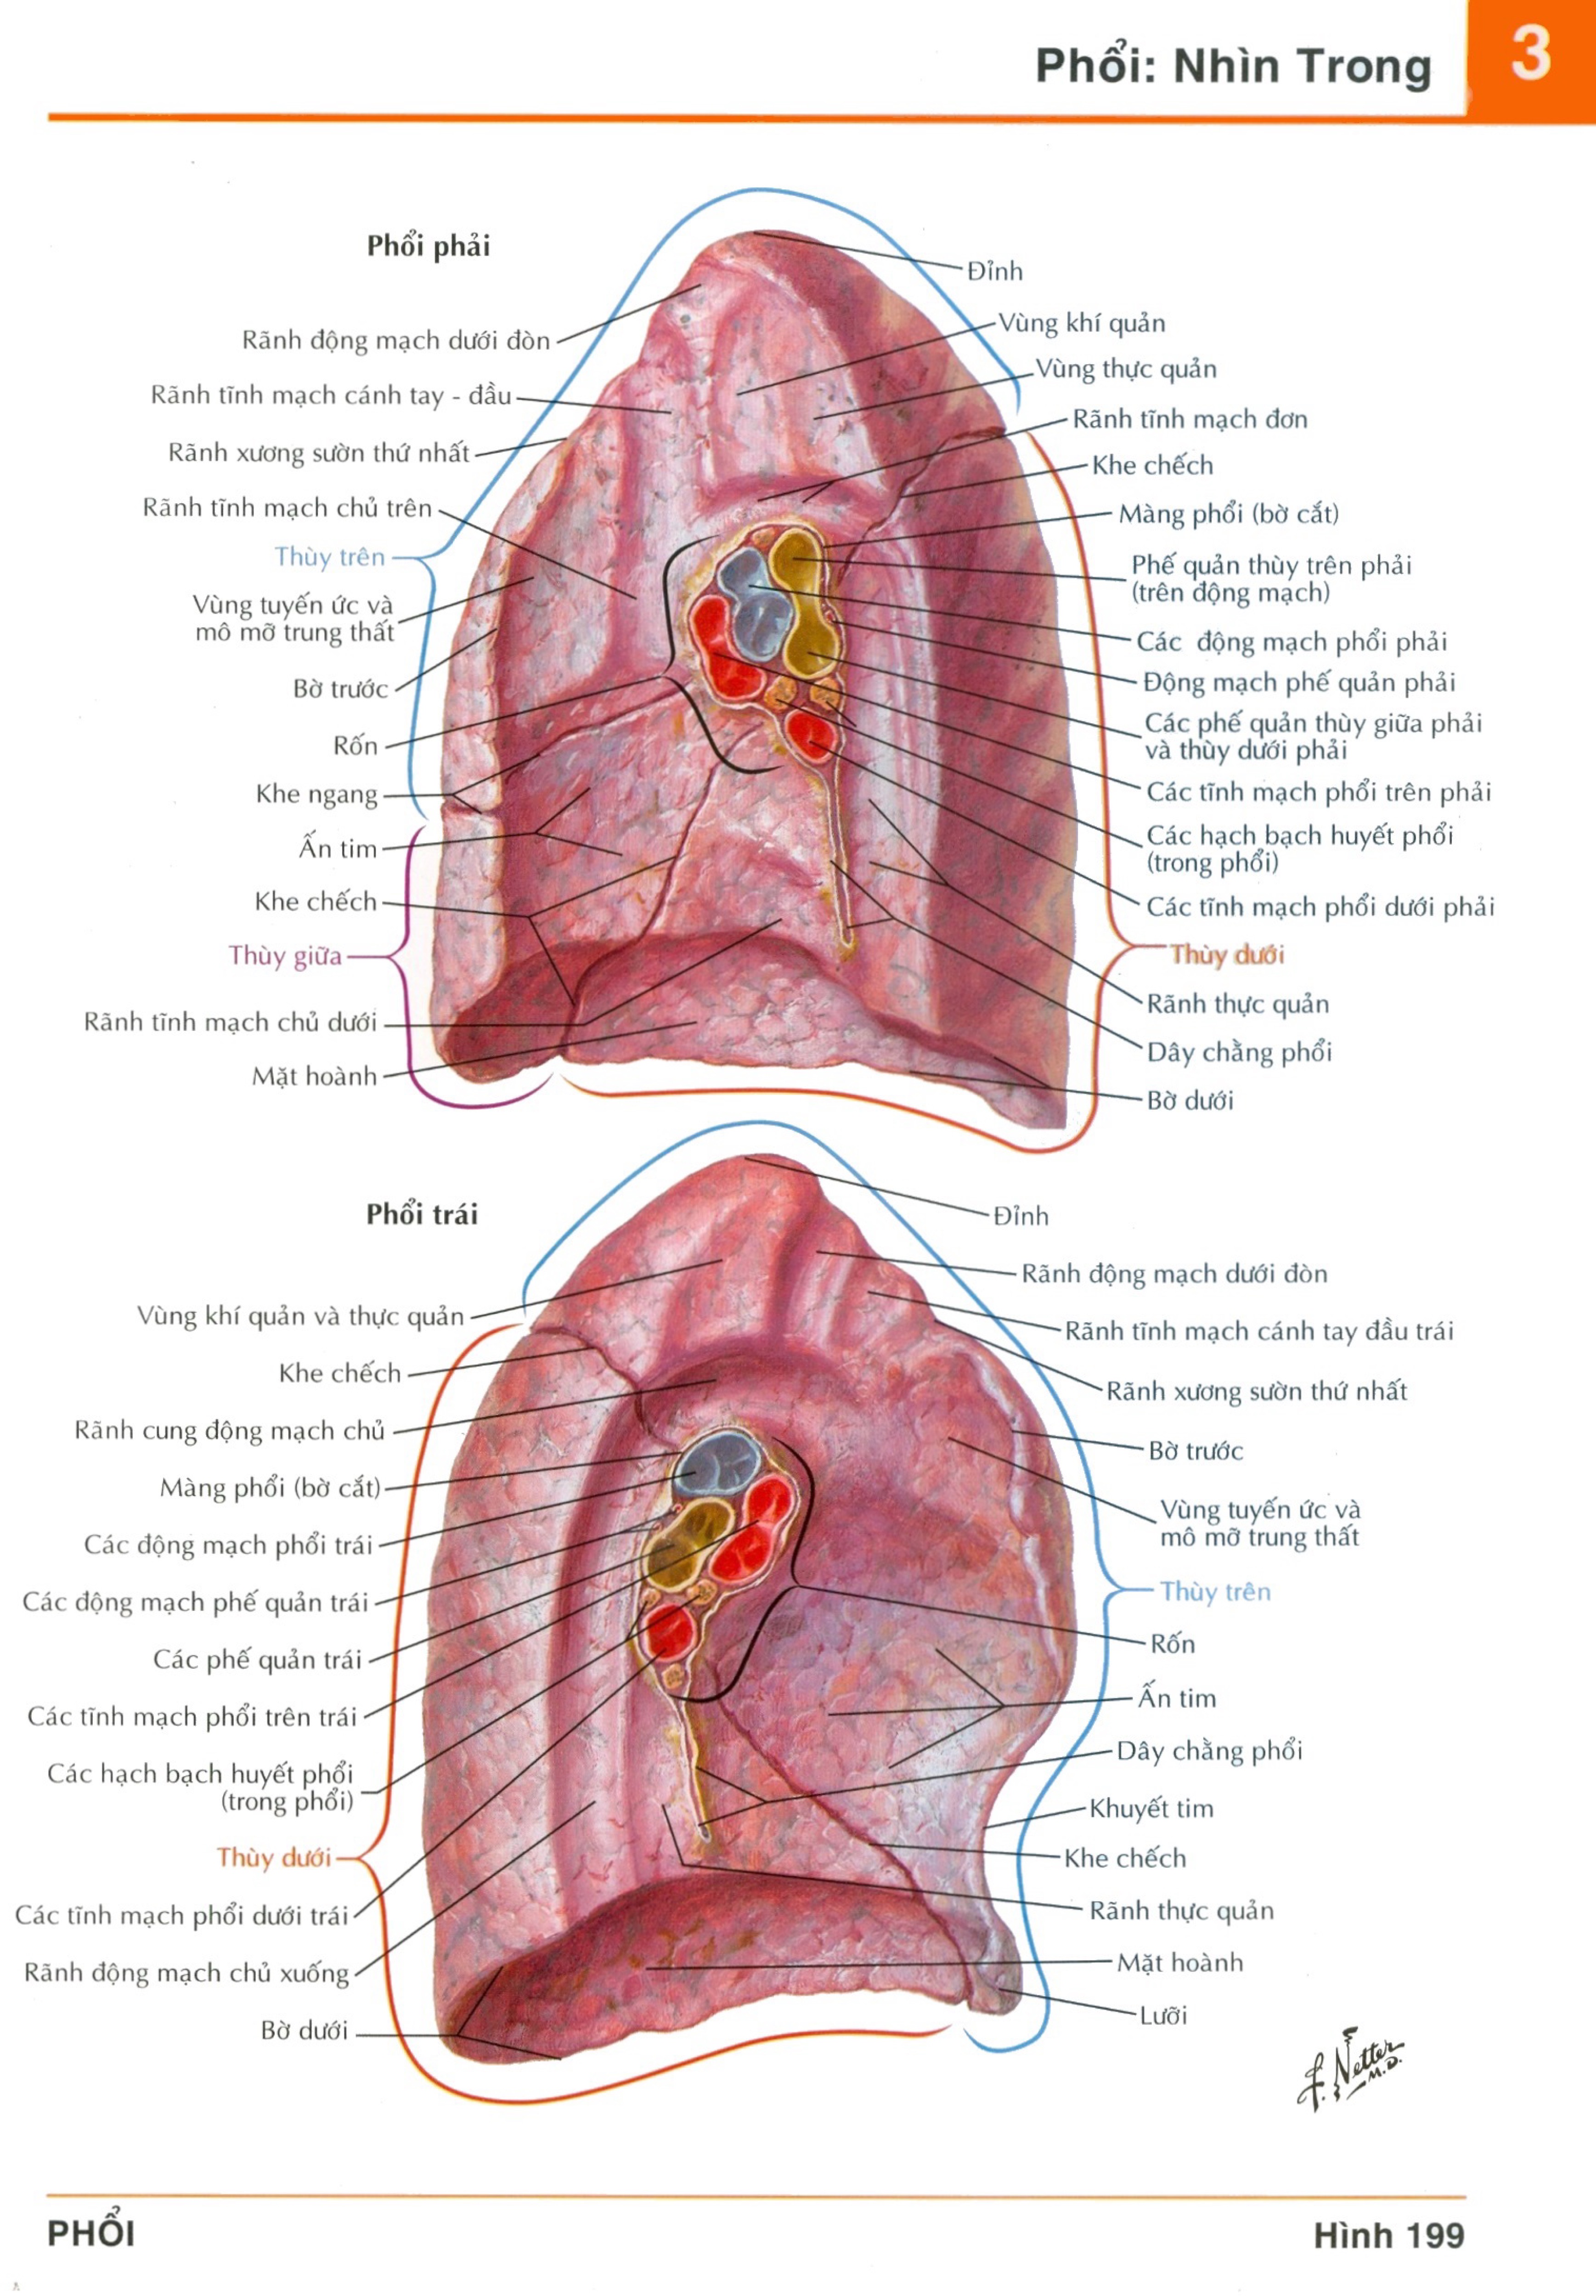 Phổi: Nhìn Trong
3
Phổi phải
Rãnh động mạch dưới đòn
Rãnh tĩnh mạch cánh tay - đầu
Rãnh xương sườn thứ nhất
Rãnh tĩnh mạch chủ trên
Thùy trên
Vùng tuyến ức và
mô mỡ trung thất
Bờ trước
Rốn
Khe ngang
Ấn tim
Khe chếch
Thùy giữa
Rãnh tĩnh mạch chủ dưới
Mặt hoành
Đỉnh
Vùng khí quản
Vùng thực quản
Rãnh tĩnh mạch đơn
Khe chếch
Màng phổi (bờ cắt)
Phế quản thùy trên phải
(trên động mạch)
Các động mạch phổi phải
Động mạch phế quản phải
Các phế quản thùy giữa phải
và thùy dưới phải
Các tĩnh mạch phổi trên phải
Các hạch bạch huyết phổi
(trong phổi)
Các tĩnh mạch phổi dưới phải
Thùy dưới
Rãnh thực quản
Dây chằng phổi
Bờ dưới
Phổi trái
Vùng khí quản và thực quản
Khe chếch
Rãnh cung động mạch chủ
Màng phổi (bờ cắt)
Các động mạch phổi trái
Các động mạch phế quản trái
Các phế quản trái
Các tĩnh mạch phổi trên trái
Các hạch bạch huyết phổi
(trong phổi)
Thùy dưới
Các tĩnh mạch phổi dưới trái
Rãnh động mạch chủ xuống
Bờ dưới
Đỉnh
Rãnh động mạch dưới đòn
Rãnh tĩnh mạch cánh tay đầu trái
Rãnh xương sườn thứ nhất
Bờ trước
Vùng tuyến ức và
mô mỡ trung thất
Thùy trên
Rốn
Ấn tim
Dây chằng phổi
Khuyết tim
Khe chếch
Rãnh thực quản
Mặt hoành
Lưỡi
F. Netter
M.D.
PHỔI
Hình 199